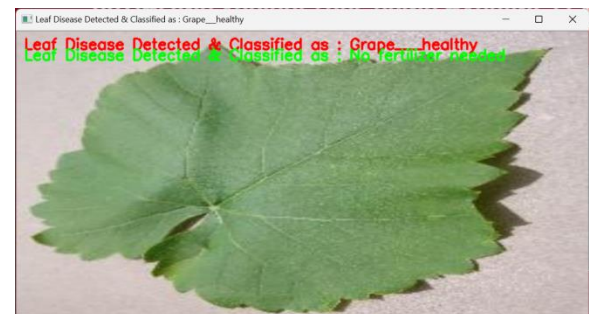 Leaf Disease Detected & Classified as : Grape__healthy
Leaf Disease Detected & Classified as : Grape___healthy
Leaf Disease Detected & Classified as : No fertilizer needed